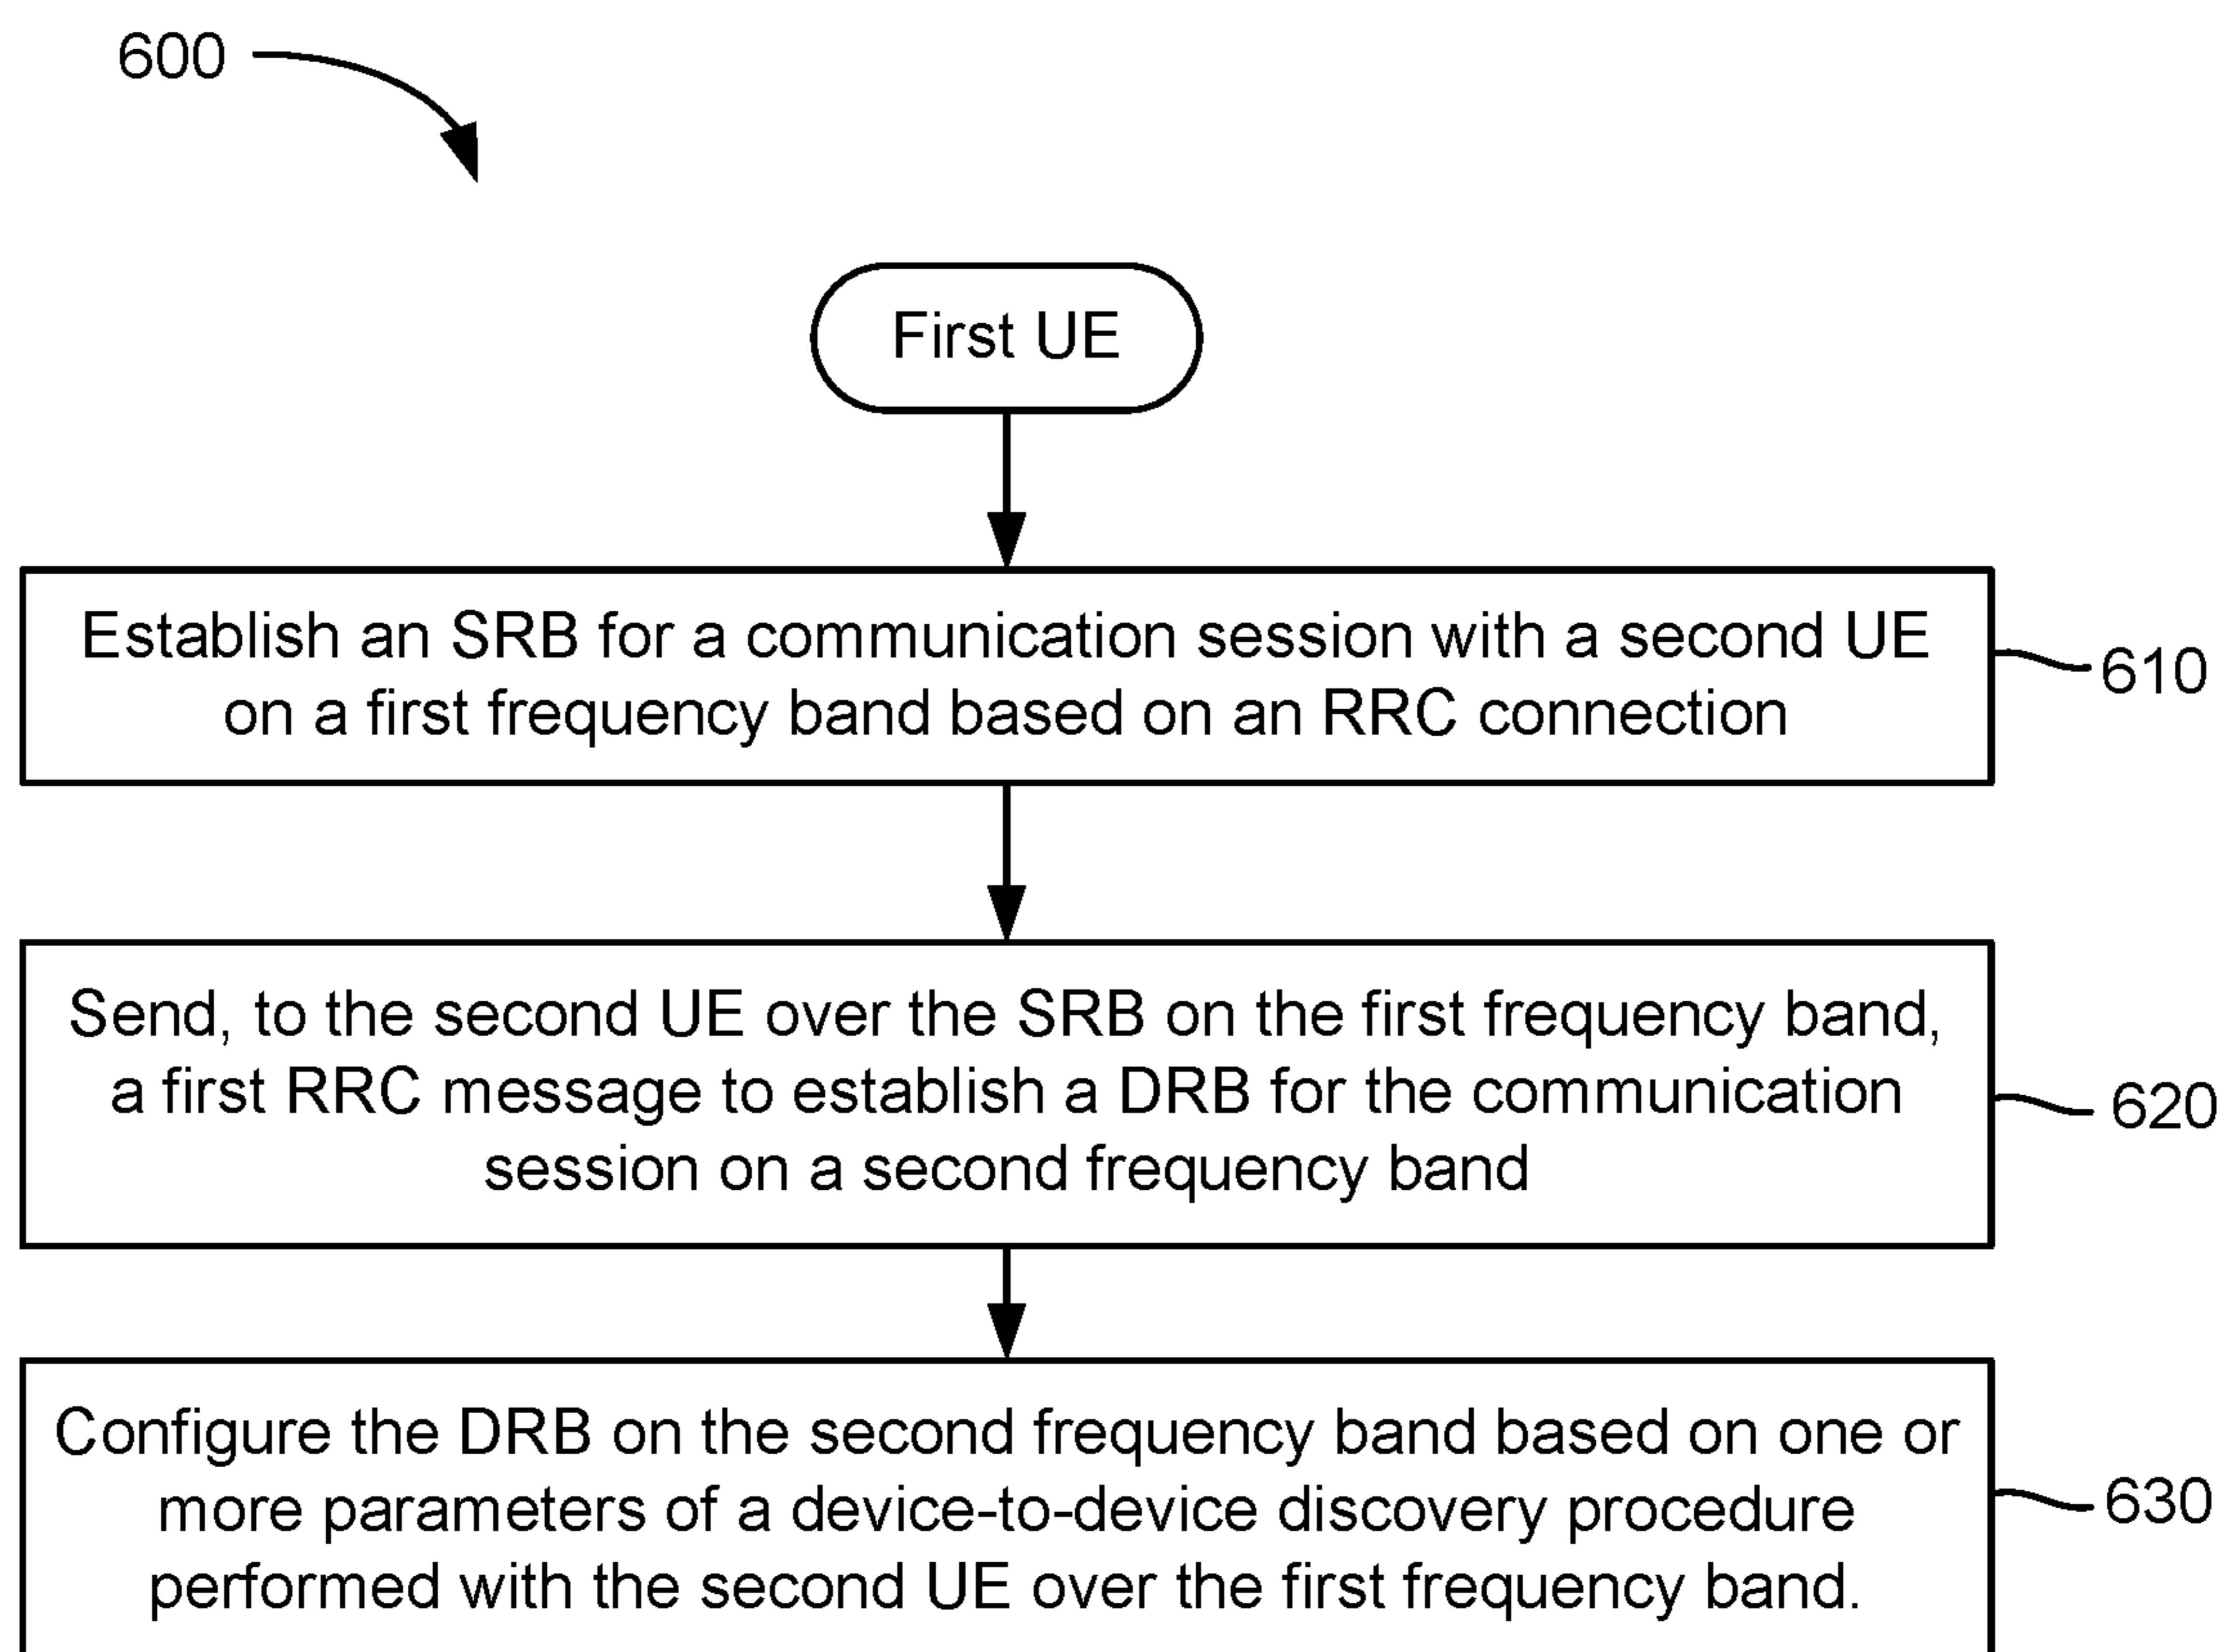 600
First UE
Establish an SRB for a communication session with a second UE
on a first frequency band based on an RRC connection
610
Send, to the second UE over the SRB on the first frequency band,
a first RRC message to establish a DRB for the communication
session on a second frequency band
620
Configure the DRB on the second frequency band based on one or
more parameters of a device-to-device discovery procedure
performed with the second UE over the first frequency band.
630